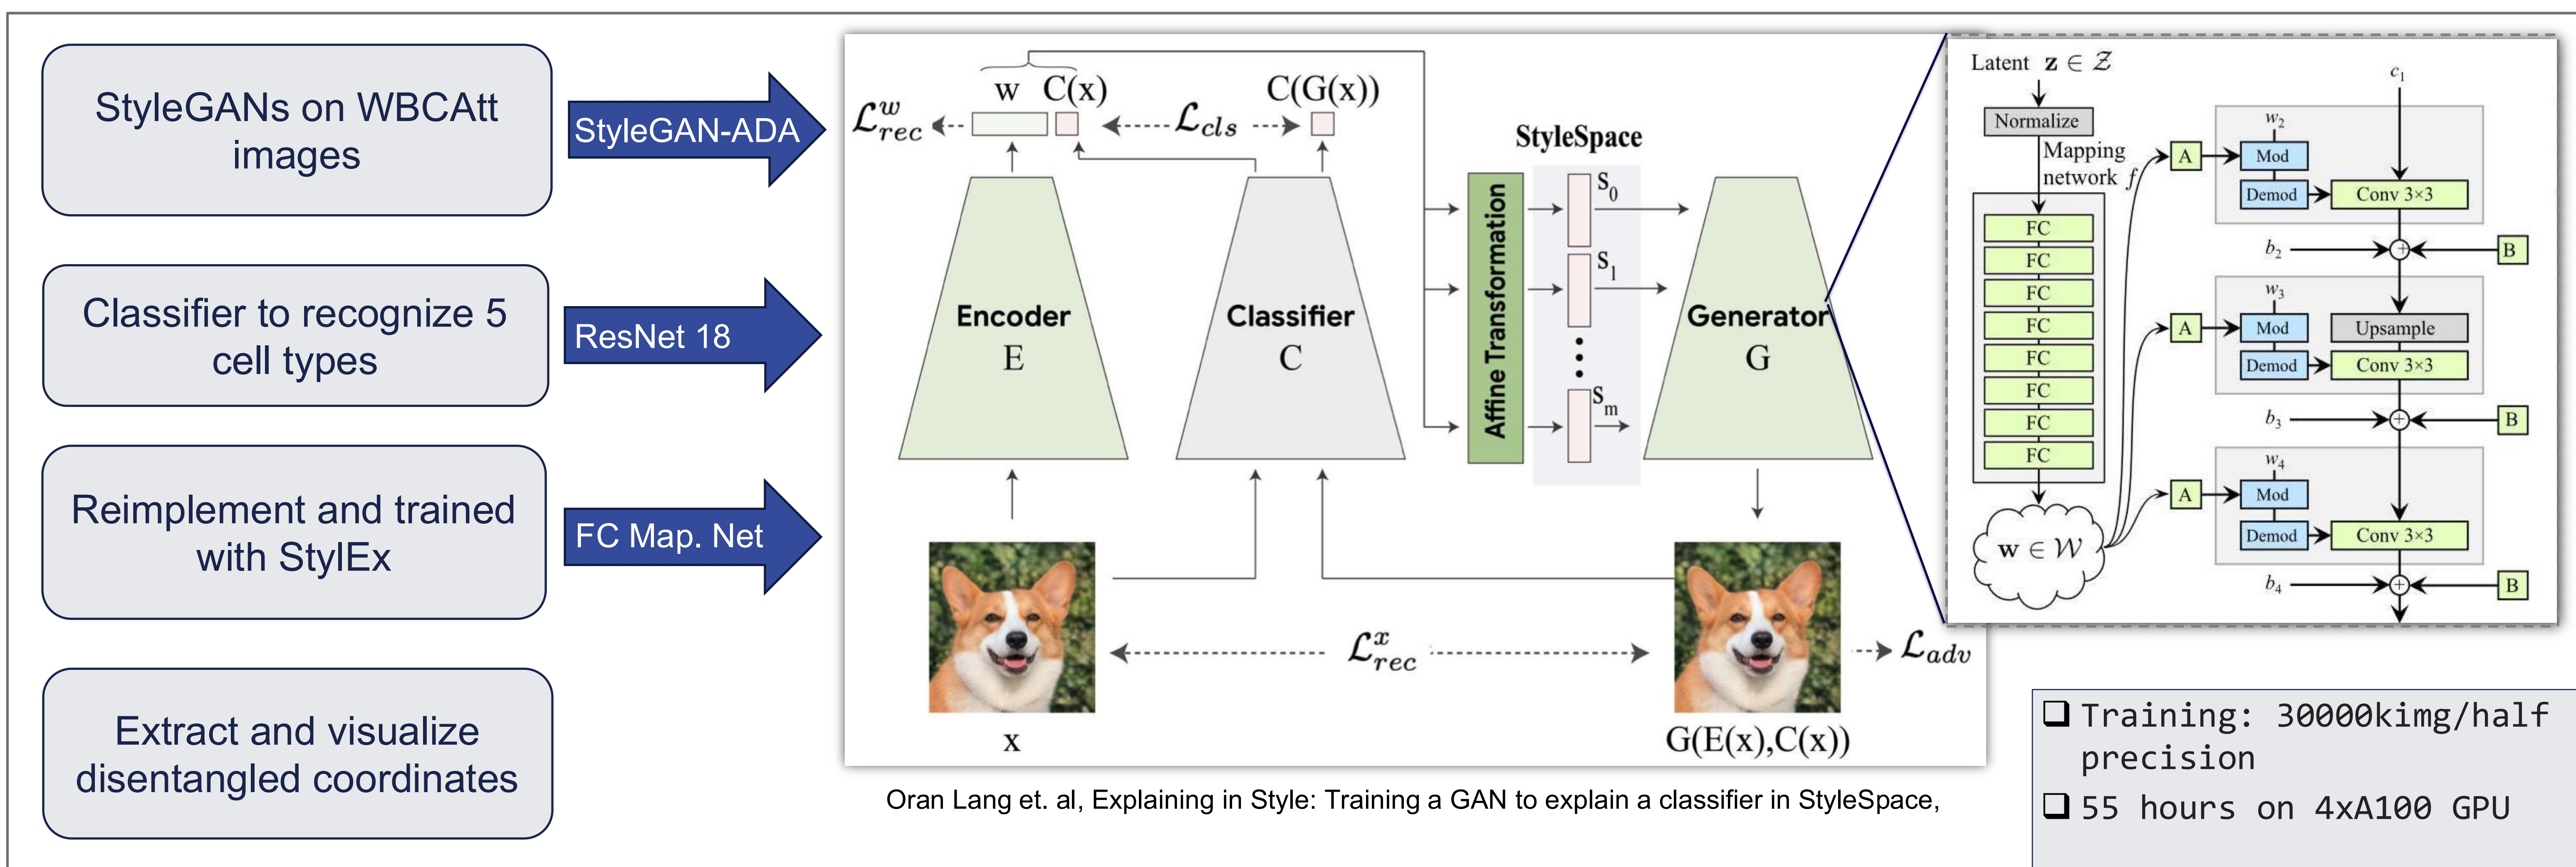 StyleGANs on WBCAtt
images
StyleGAN-ADA
Classifier to recognize 5
cell types
ResNet 18
Reimplement and trained
with StylEx
FC Map. Net
Extract and visualize
disentangled coordinates
w C(x)
C(G(x))
ℒ^w_rec
ℒ_cls
StyleSpace
Affine Transformation
S_0
S_1
S_m
Encoder
E
Classifier
C
Generator
G
ℒ^x_rec
ℒ_adv
x
G(E(x),C(x))
Oran Lang et. al, Explaining in Style: Training a GAN to explain a classifier in StyleSpace,
Latent z ∈ 𝒵
Normalize
Mapping
network f
FC
FC
FC
FC
FC
FC
FC
FC
w ∈ 𝒲
c_1
A
w_2
Mod
Demod
Conv 3×3
b_2
+
B
A
w_3
Mod
Upsample
Demod
Conv 3×3
b_3
+
B
A
w_4
Mod
Demod
Conv 3×3
b_4
+
B
❑ Training: 30000kimg/half
precision
❑ 55 hours on 4xA100 GPU